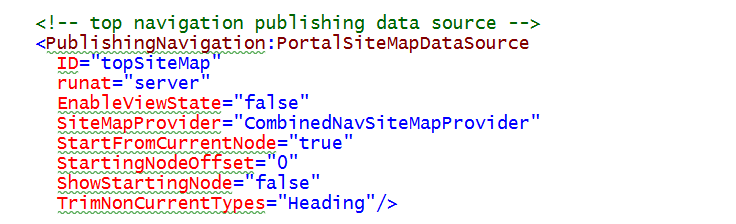 <!-- top navigation publishing data source -->
<PublishingNavigation:PortalSiteMapDataSource
ID="topSiteMap"
runat="server"
EnableViewState="false"
SiteMapProvider="CombinedNavSiteMapProvider"
StartFromCurrentNode="true"
StartingNodeOffset="0"
ShowStartingNode="false"
TrimNonCurrentTypes="Heading"/>